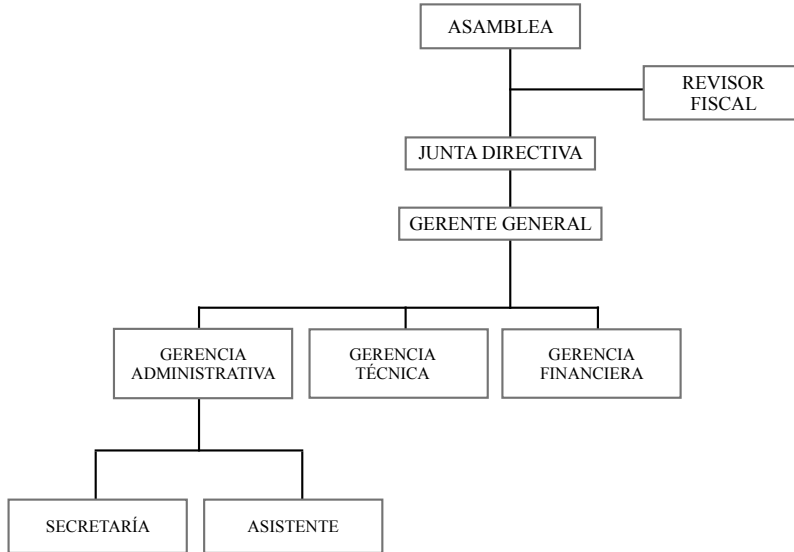 ASAMBLEA
REVISOR
FISCAL
JUNTA DIRECTIVA
GERENTE GENERAL
GERENCIA
ADMINISTRATIVA
GERENCIA
TÉCNICA
GERENCIA
FINANCIERA
SECRETARÍA
ASISTENTE